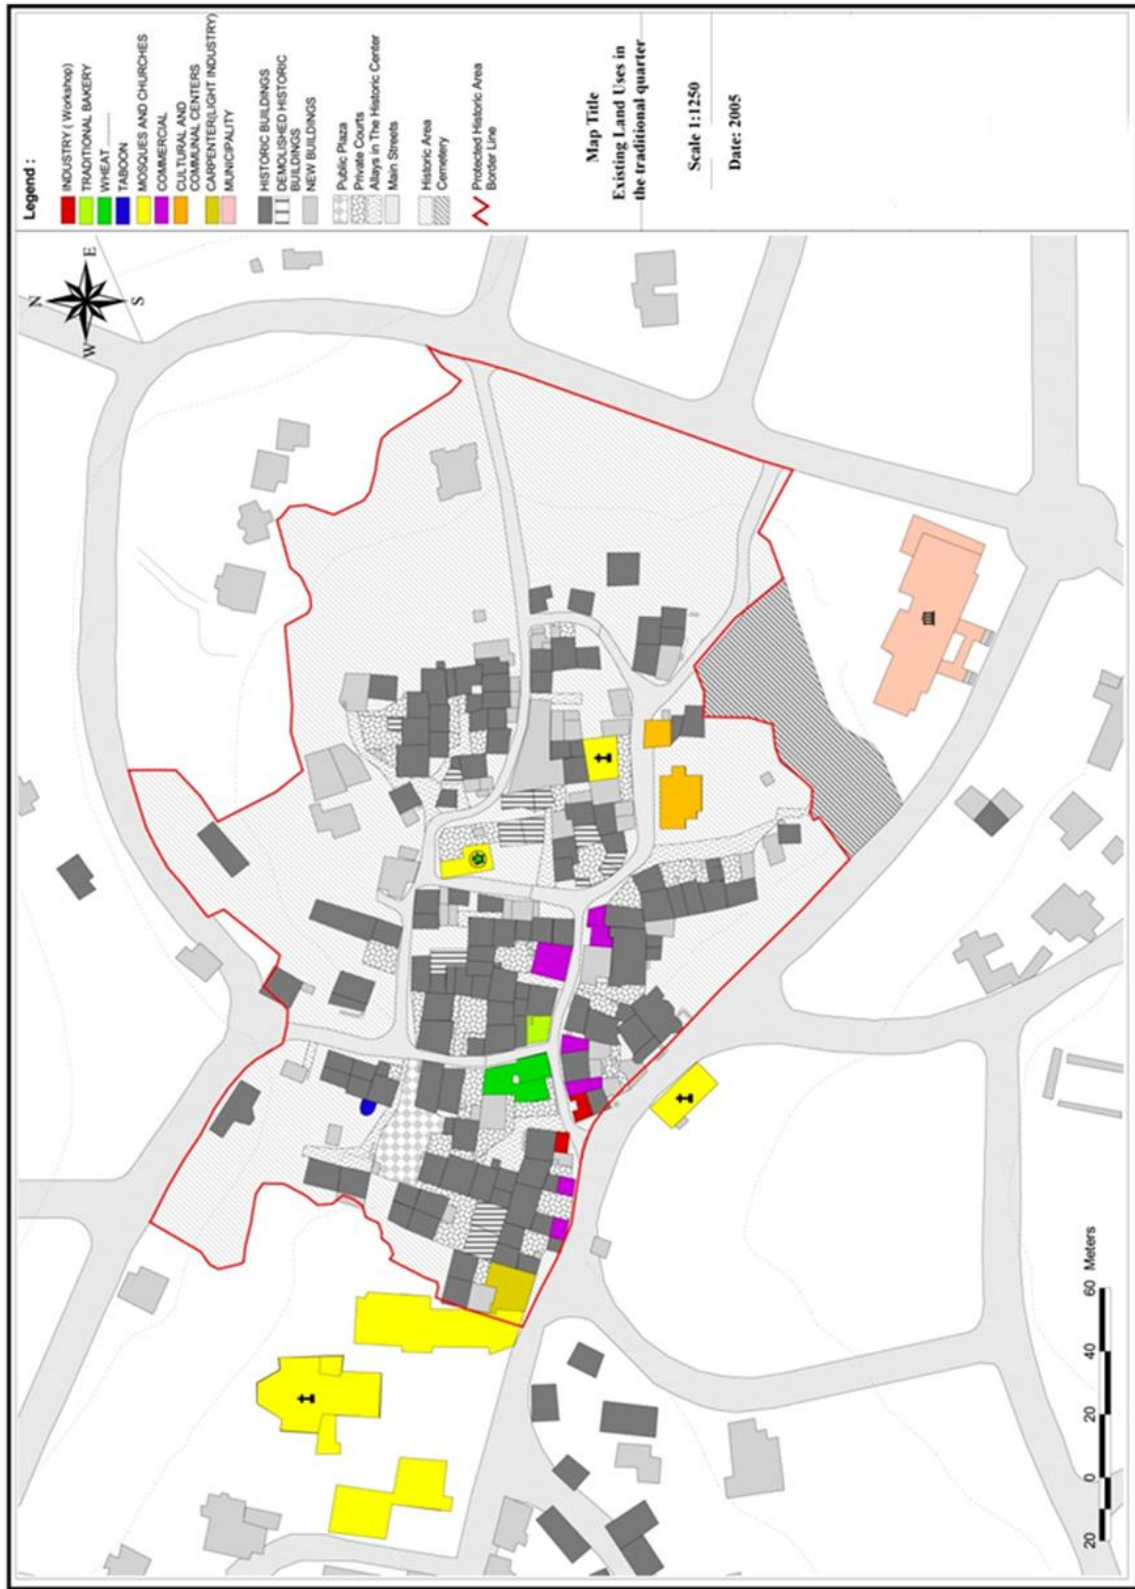 Legend :
INDUSTRY ( Workshop)
TRADITIONAL BAKERY
WHEAT ..........
TABOON
MOSQUES AND CHURCHES
COMMERCIAL
CULTURAL AND
COMMUNAL CENTERS
CARPENTER(LIGHT INDUSTRY)
MUNICIPALITY
HISTORIC BUILDINGS
DEMOLISHED HISTORIC
BUILDINGS
NEW BUILDINGS
Public Plaza
Private Courts
Allays in The Historic Center
Main Streets
Historic Area
Cemetery
Protected Historic Area
Border Line
Map Title
Existing Land Uses in
the traditional quarter
Scale 1:1250
Date: 2005
N
E
S
W
20 0 20 40 60 Meters